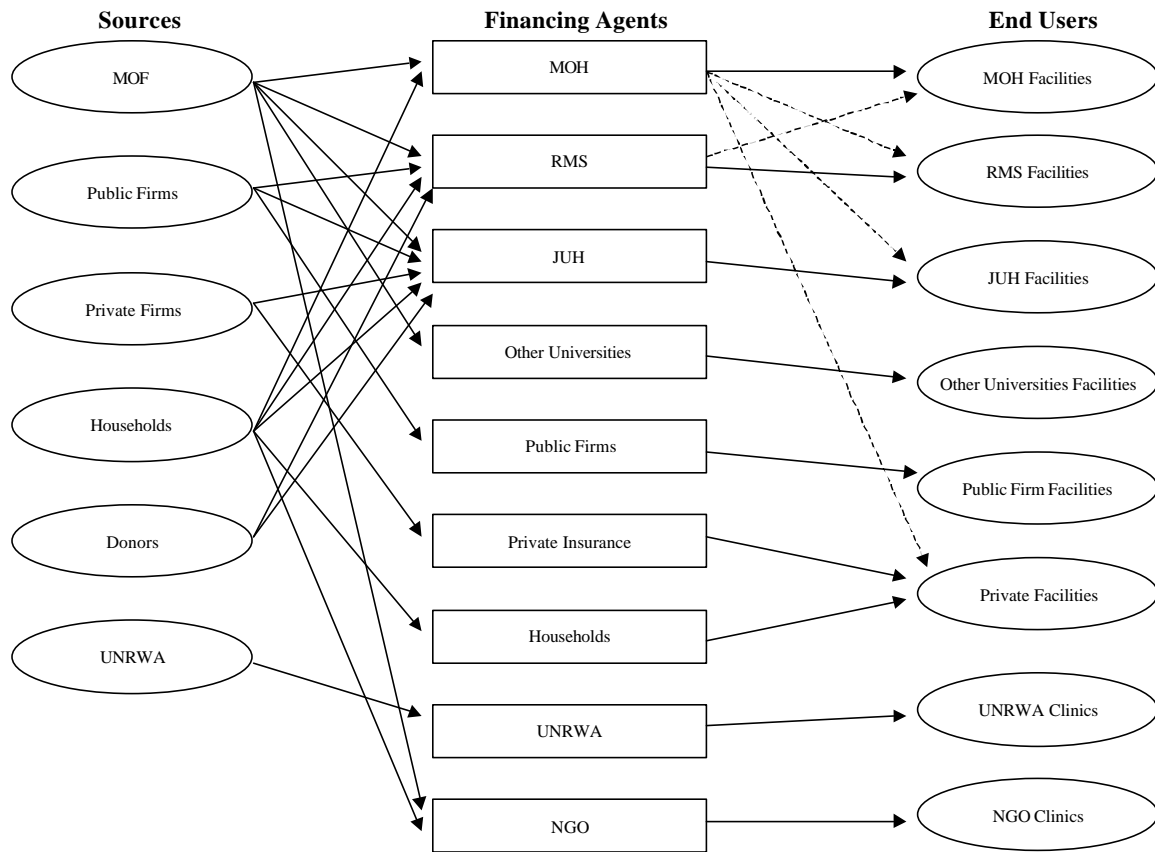 Sources
Financing Agents
End Users
MOF
Public Firms
Private Firms
Households
Donors
UNRWA
MOH
RMS
JUH
Other Universities
Public Firms
Private Insurance
Households
UNRWA
NGO
MOH Facilities
RMS Facilities
JUH Facilities
Other Universities Facilities
Public Firm Facilities
Private Facilities
UNRWA Clinics
NGO Clinics